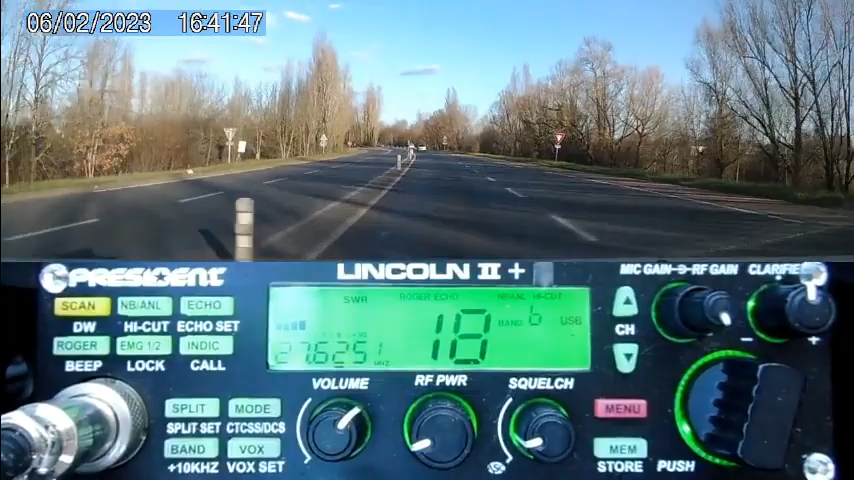 06/02/2023 16:41:47
PRESIDENT
LINCOLN II +
MIC GAIN RF GAIN CLARIFIER
SCAN NB/ANL ECHO
DW HI-CUT ECHO SET
ROGER EMG 1/2 INDIC
BEEP LOCK CALL
SWR ROGER ECHO NB/ANL HI-CUT
18 BAND b USB
27.6251 MHZ
CH
- +
VOLUME RF PWR SQUELCH
SPLIT MODE
SPLIT SET CTCSS/DCS
BAND VOX
+10KHZ VOX SET
MENU
MEM
STORE PUSH